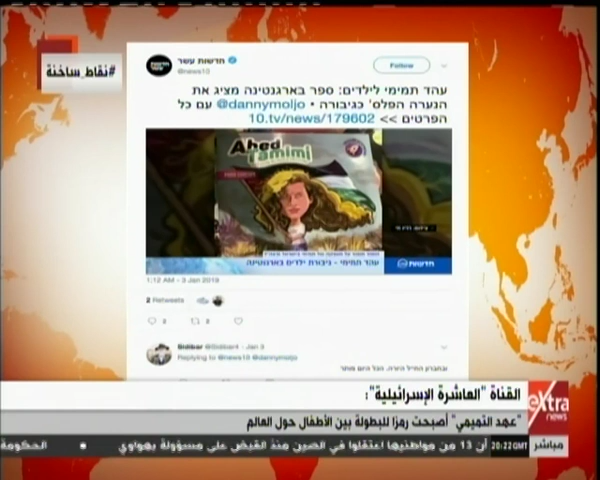 #نقاط_ساخنة
חדשות עשר
@news10
Follow
עהד תמימי לילדים: ספר בארגנטינה מציג את
הנערה הפלס' כגיבורה • @dannymoljo עם כל
הפרטים >> 10.tv/news/179602
Ahed
Tamimi
עהד תמימי - גיבורת ילדים בארגנטינה
חדשות
1:12 AM - 3 Jan 2019
2 Retweets
Replying to @news10 @dannymoljo
القناة "العاشرة الإسرائيلية":
"عهد التميمي" أصبحت رمزا للبطولة بين الأطفال حول العالم
eXtra
news
مباشر
20:22 GMT
أن 13 من مواطنيها اعتقلوا في الصين منذ القبض على مسؤولة بهواوي
الحكومة